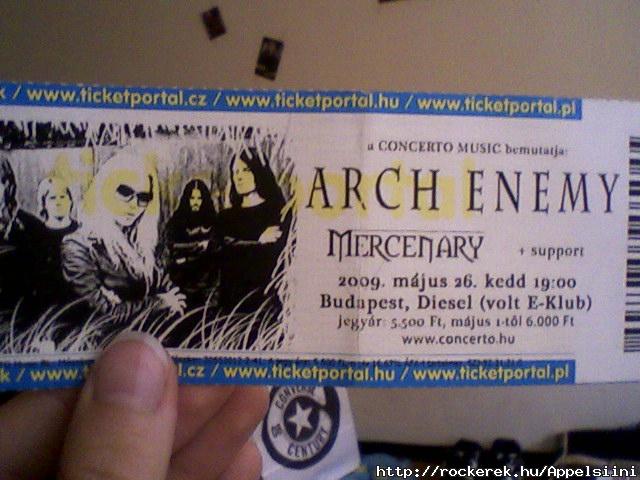 k / www.ticketportal.cz / www.ticketportal.hu / www.ticketportal.pl
ticketportal
a CONCERTO MUSIC bemutatja:
ARCH ENEMY
MERCENARY + support
2009. május 26. kedd 19:00
Budapest, Diesel (volt E-Klub)
jegyár: 5.500 Ft, május 1-től 6.000 Ft
www.concerto.hu
k / www.ticketportal.cz / www.ticketportal.hu / www.ticketportal.pl
CENTURY
http://rockerek.hu/Appelsiini